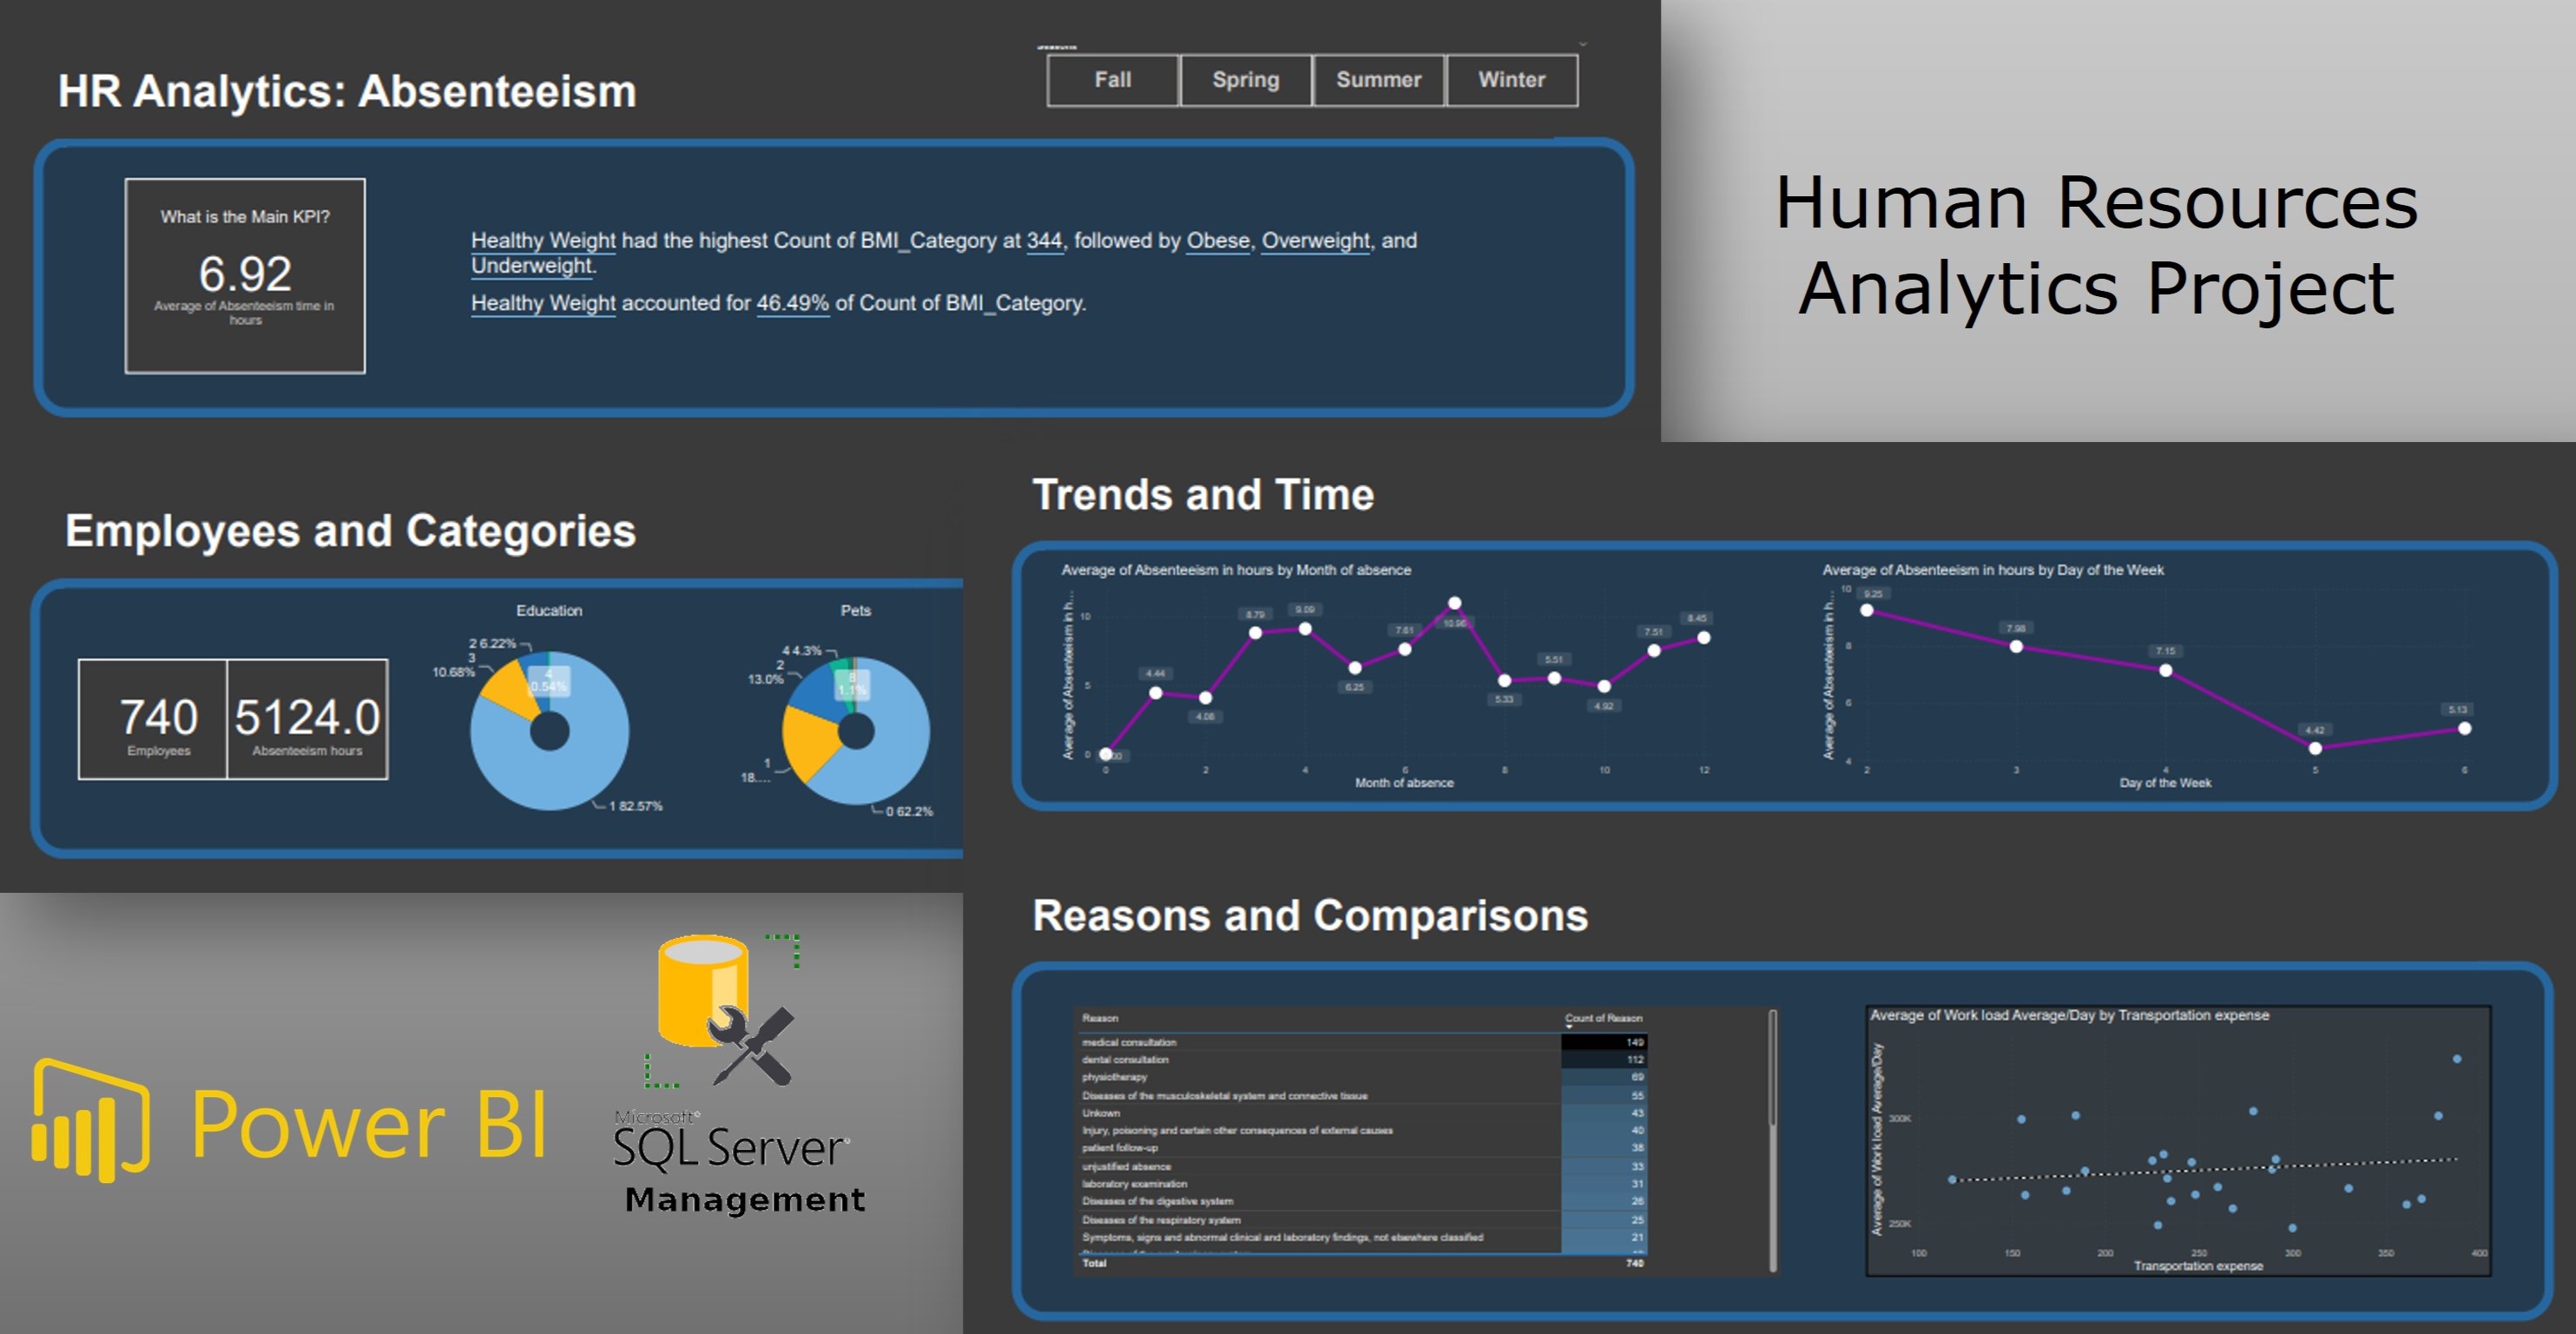 HR Analytics: Absenteeism
Fall
Spring
Summer
Winter
What is the Main KPI?
6.92
Average of Absenteeism time in
hours
Healthy Weight had the highest Count of BMI_Category at 344, followed by Obese, Overweight, and
Underweight.
Healthy Weight accounted for 46.49% of Count of BMI_Category.
Human Resources
Analytics Project
Employees and Categories
740
Employees
5124.0
Absenteeism hours
Education
2 6.22%
3
10.68%
4
0.54%
1 82.57%
Pets
4 4.3%
2
13.0%
8
1.1%
1
18....
0 62.2%
Trends and Time
Average of Absenteeism in hours by Month of absence
Average of Absenteeism in h...
10
5
0
4.44
4.08
8.79
9.09
6.25
7.61
10.96
5.33
5.51
4.92
7.51
8.45
0
2
4
6
8
10
12
Month of absence
Average of Absenteeism in hours by Day of the Week
Average of Absenteeism in h...
10
8
6
4
9.25
7.98
7.15
4.42
5.13
2
3
4
5
6
Day of the Week
Reasons and Comparisons
Reason Count of Reason
medical consultation 149
dental consultation 112
physiotherapy 69
Diseases of the musculoskeletal system and connective tissue 55
Unkown 43
Injury, poisoning and certain other consequences of external causes 40
patient follow-up 38
unjustified absence 33
laboratory examination 31
Diseases of the digestive system 26
Diseases of the respiratory system 25
Symptoms, signs and abnormal clinical and laboratory findings, not elsewhere classified 21
Total 740
Average of Work load Average/Day by Transportation expense
Average of Work load Average/Day
300K
250K
100
150
200
250
300
350
400
Transportation expense
Power BI
Microsoft®
SQL Server®
Management